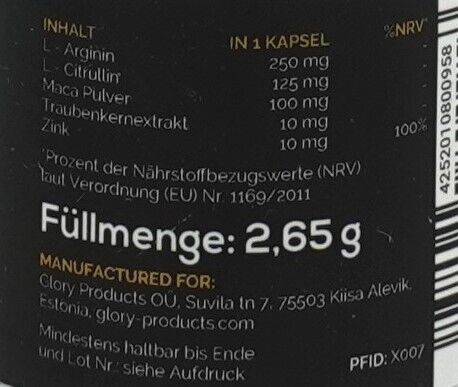 INHALT IN 1 KAPSEL %NRV*
L - Arginin 250 mg -
L - Citrullin 125 mg -
Maca Pulver 100 mg -
Traubenkernextrakt 10 mg -
Zink 10 mg 100%
*Prozent der Nährstoffbezugswerte (NRV)
laut Verordnung (EU) Nr. 1169/2011
Füllmenge: 2,65 g
MANUFACTURED FOR:
Glory Products OÜ, Suvila tn 7, 75503 Kiisa Alevik,
Estonia, glory-products.com
Mindestens haltbar bis Ende
und Lot Nr.: siehe Aufdruck
PFID: X007
4252010800958